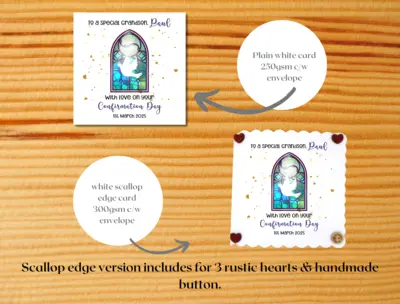 To a special Grandson, Paul
with love on your
Confirmation Day
1st March 2025
Plain white card
250gsm c/w
envelope
To a special Grandson, Paul
with love on your
Confirmation Day
1st March 2025
white scallop
edge card
300gsm c/w
envelope
Scallop edge version includes for 3 rustic hearts & handmade
button.